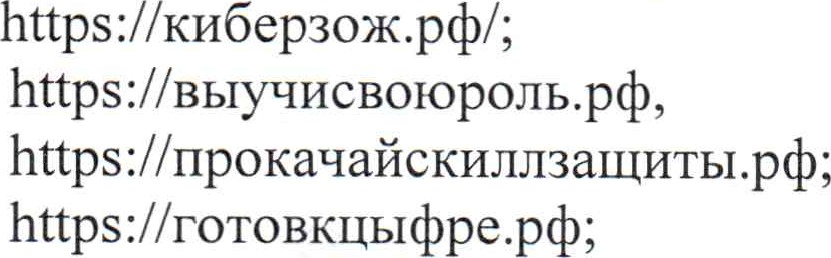 https://киберзож.рф/;
https://выучисвоюроль.рф,
https://прокачайскиллзащиты.рф;
https://готовкцыфре.рф;